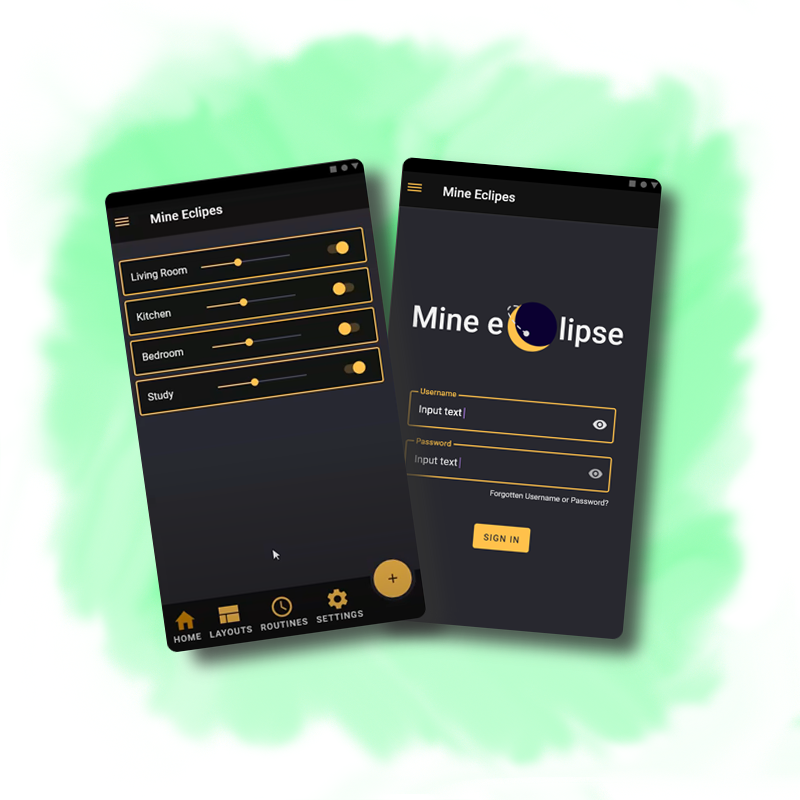 Mine Eclipes
Living Room
Kitchen
Bedroom
Study
HOME LAYOUTS ROUTINES SETTINGS
+
Mine Eclipes
Mine e lipse
Username
Input text
Password
Input text
Forgotten Username or Password?
SIGN IN